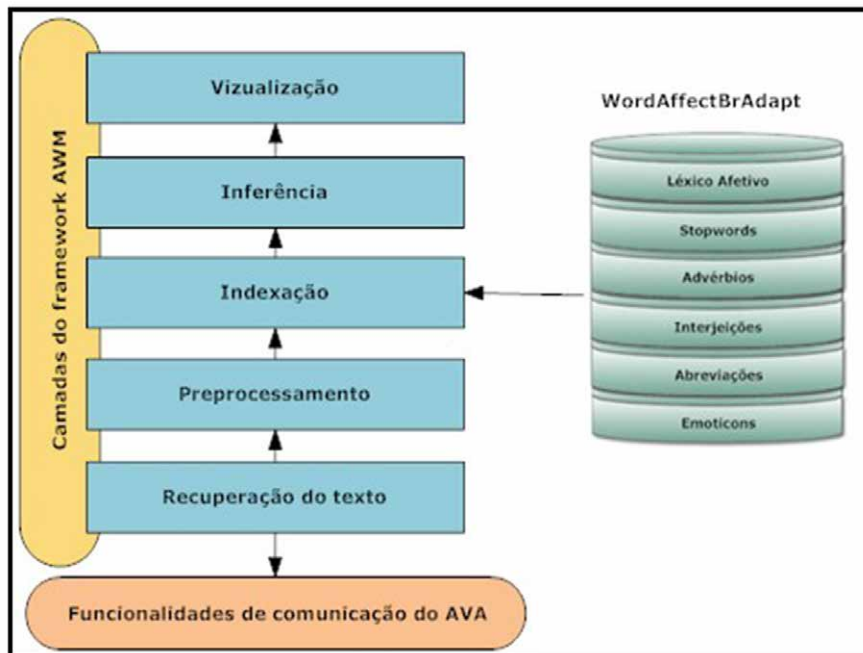 Camadas do framework AWM
Vizualização
Inferência
Indexação
Preprocessamento
Recuperação do texto
Funcionalidades de comunicação do AVA
WordAffectBrAdapt
Léxico Afetivo
Stopwords
Advérbios
Interjeições
Abreviações
Emoticons